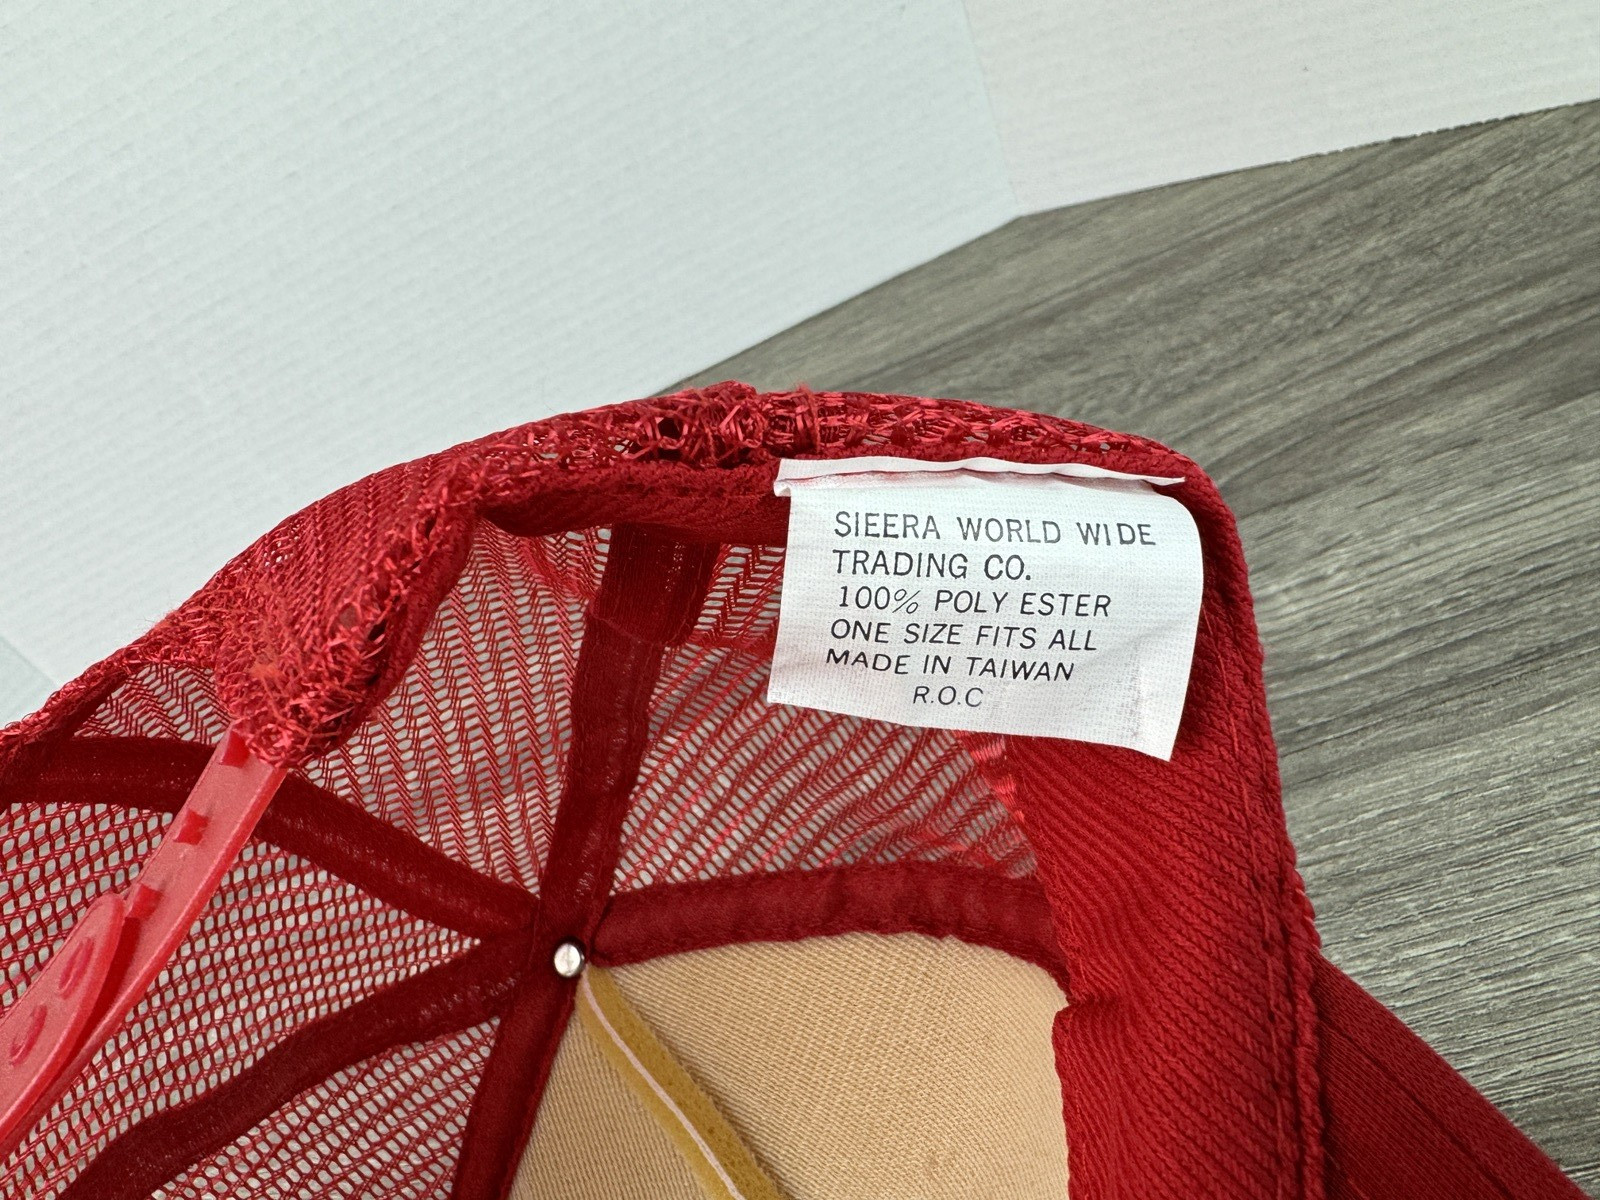 SIEERA WORLD WIDE
TRADING CO.
100% POLY ESTER
ONE SIZE FITS ALL
MADE IN TAIWAN
R.O.C